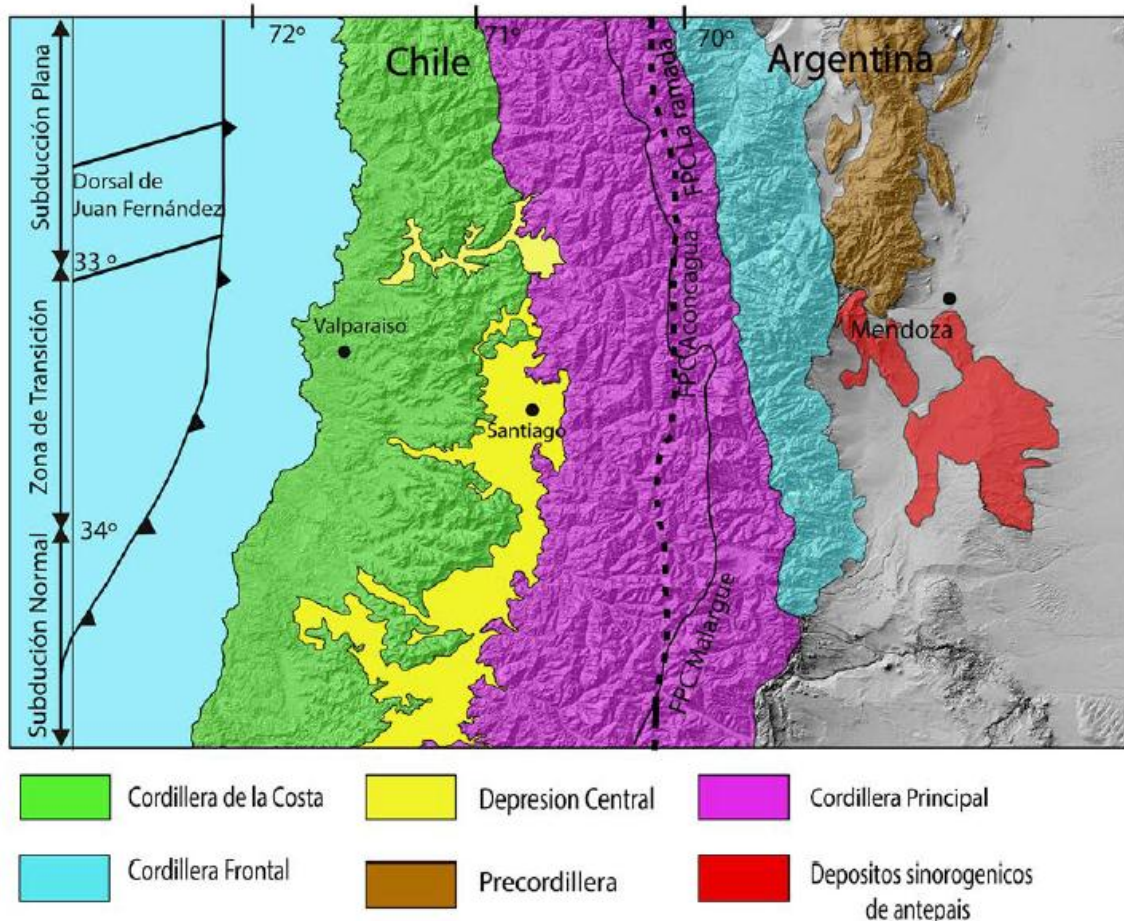 72°
71°
70°
Chile
Argentina
Subducción Plana
Dorsal de
Juan Fernández
33 °
Zona de Transición
34°
Subdución Normal
Valparaiso
Santiago
FPC La ramada
FPC Aconcagua
FPC Malargue
Mendoza
Cordillera de la Costa
Depresion Central
Cordillera Principal
Cordillera Frontal
Precordillera
Depositos sinorogenicos
de antepais